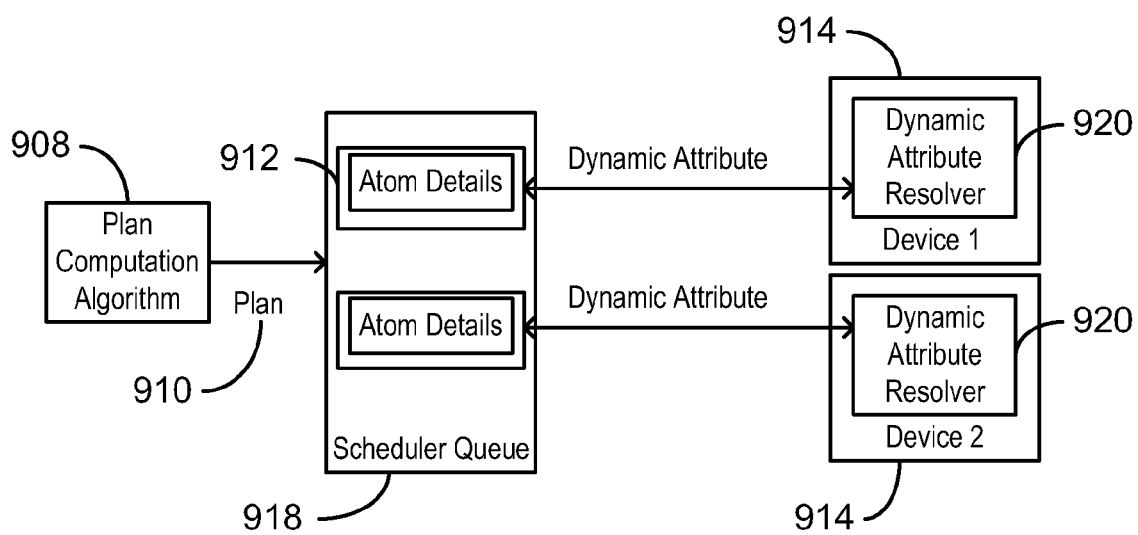 914
Dynamic
Attribute
Resolver
920
Device 1
908
912
Atom Details
Dynamic Attribute
Plan
Computation
Algorithm
Plan
910
Atom Details
Dynamic Attribute
Dynamic
Attribute
Resolver
920
Device 2
Scheduler Queue
918
914